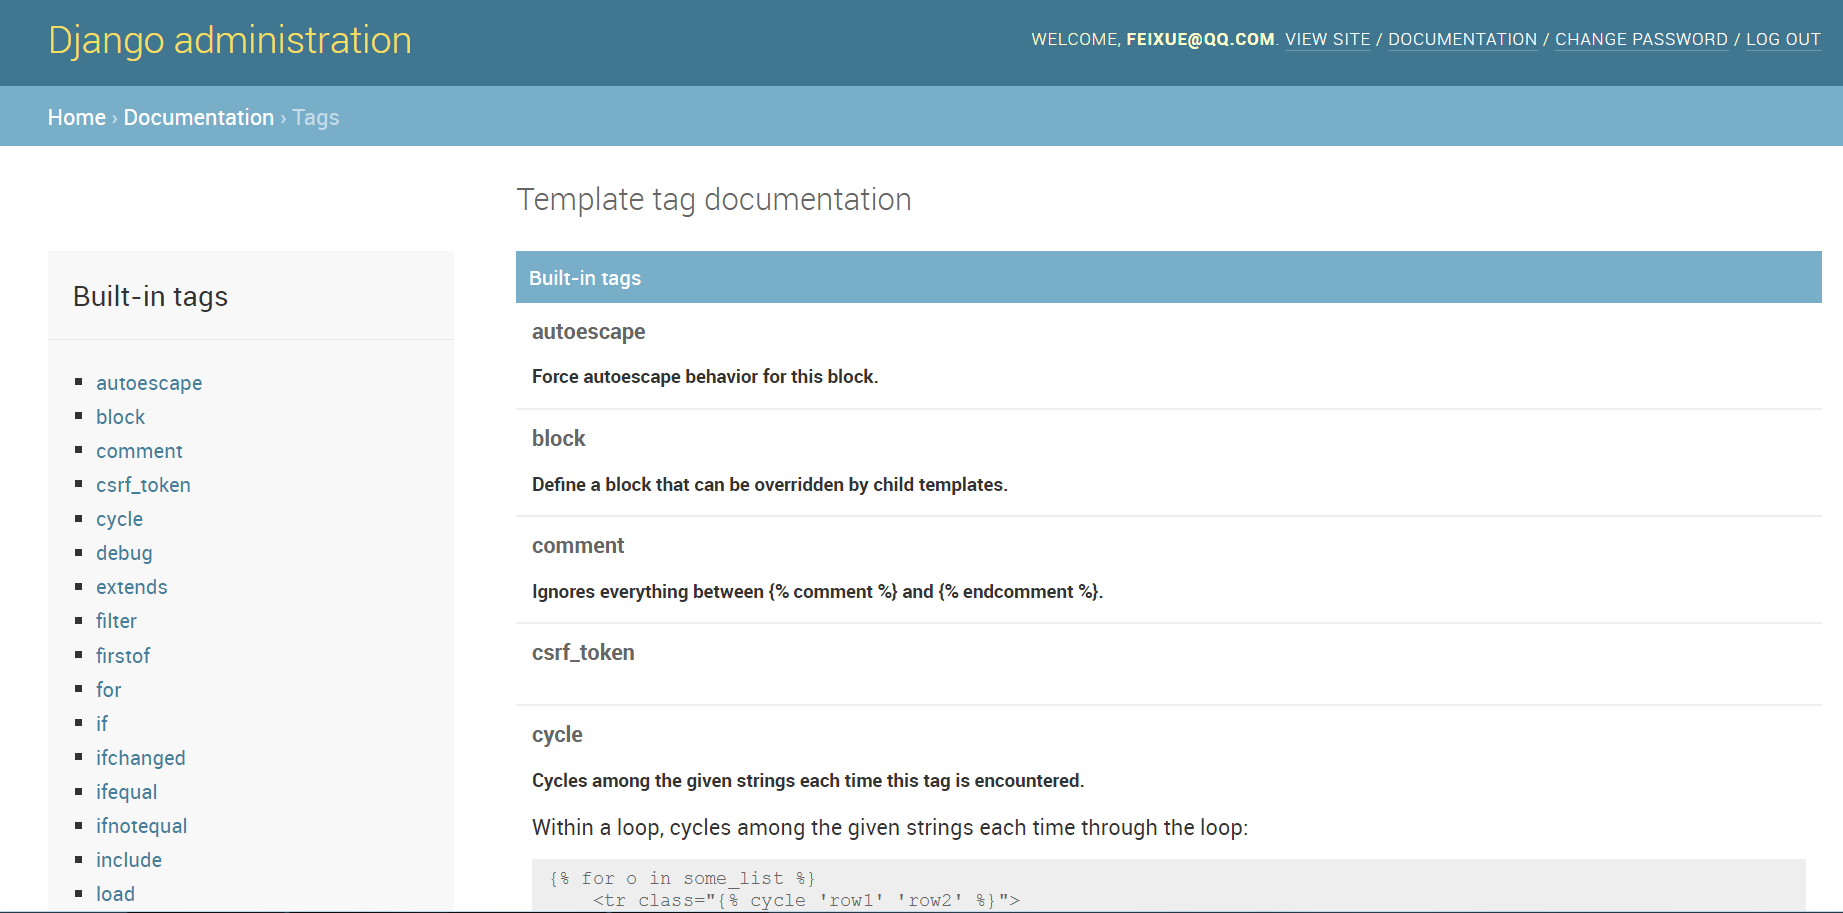 Django administration
WELCOME, FEIXUE@QQ.COM. VIEW SITE / DOCUMENTATION / CHANGE PASSWORD / LOG OUT
Home › Documentation › Tags
Template tag documentation
Built-in tags
autoescape
block
comment
csrf_token
cycle
debug
extends
filter
firstof
for
if
ifchanged
ifequal
ifnotequal
include
load
Built-in tags
autoescape
Force autoescape behavior for this block.
block
Define a block that can be overridden by child templates.
comment
Ignores everything between {% comment %} and {% endcomment %}.
csrf_token
cycle
Cycles among the given strings each time this tag is encountered.
Within a loop, cycles among the given strings each time through the loop:
{% for o in some_list %}
<tr class="{% cycle 'row1' 'row2' %}">